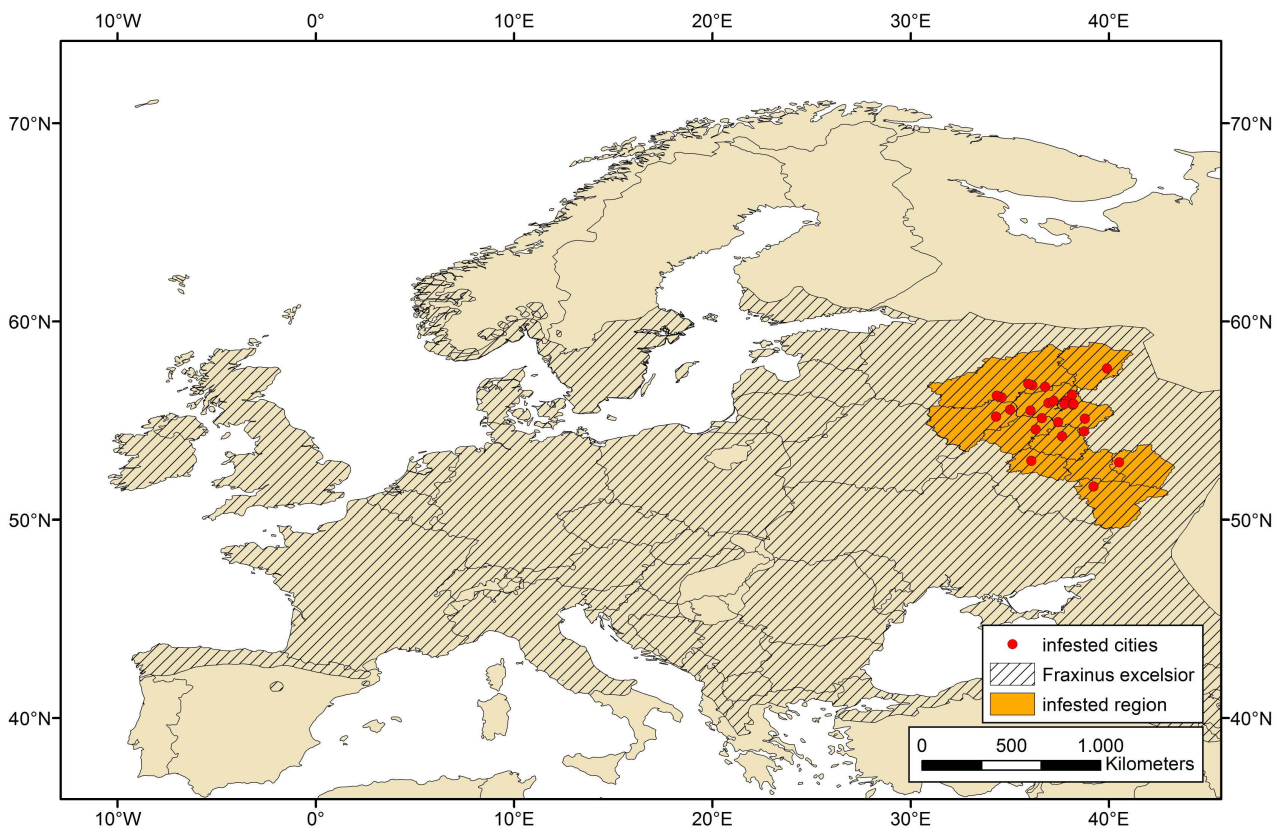 10°W 0° 10°E 20°E 30°E 40°E
70°N 70°N
60°N 60°N
50°N 50°N
40°N 40°N
infested cities
Fraxinus excelsior
infested region
0 500 1.000
Kilometers
10°W 0° 10°E 20°E 30°E 40°E